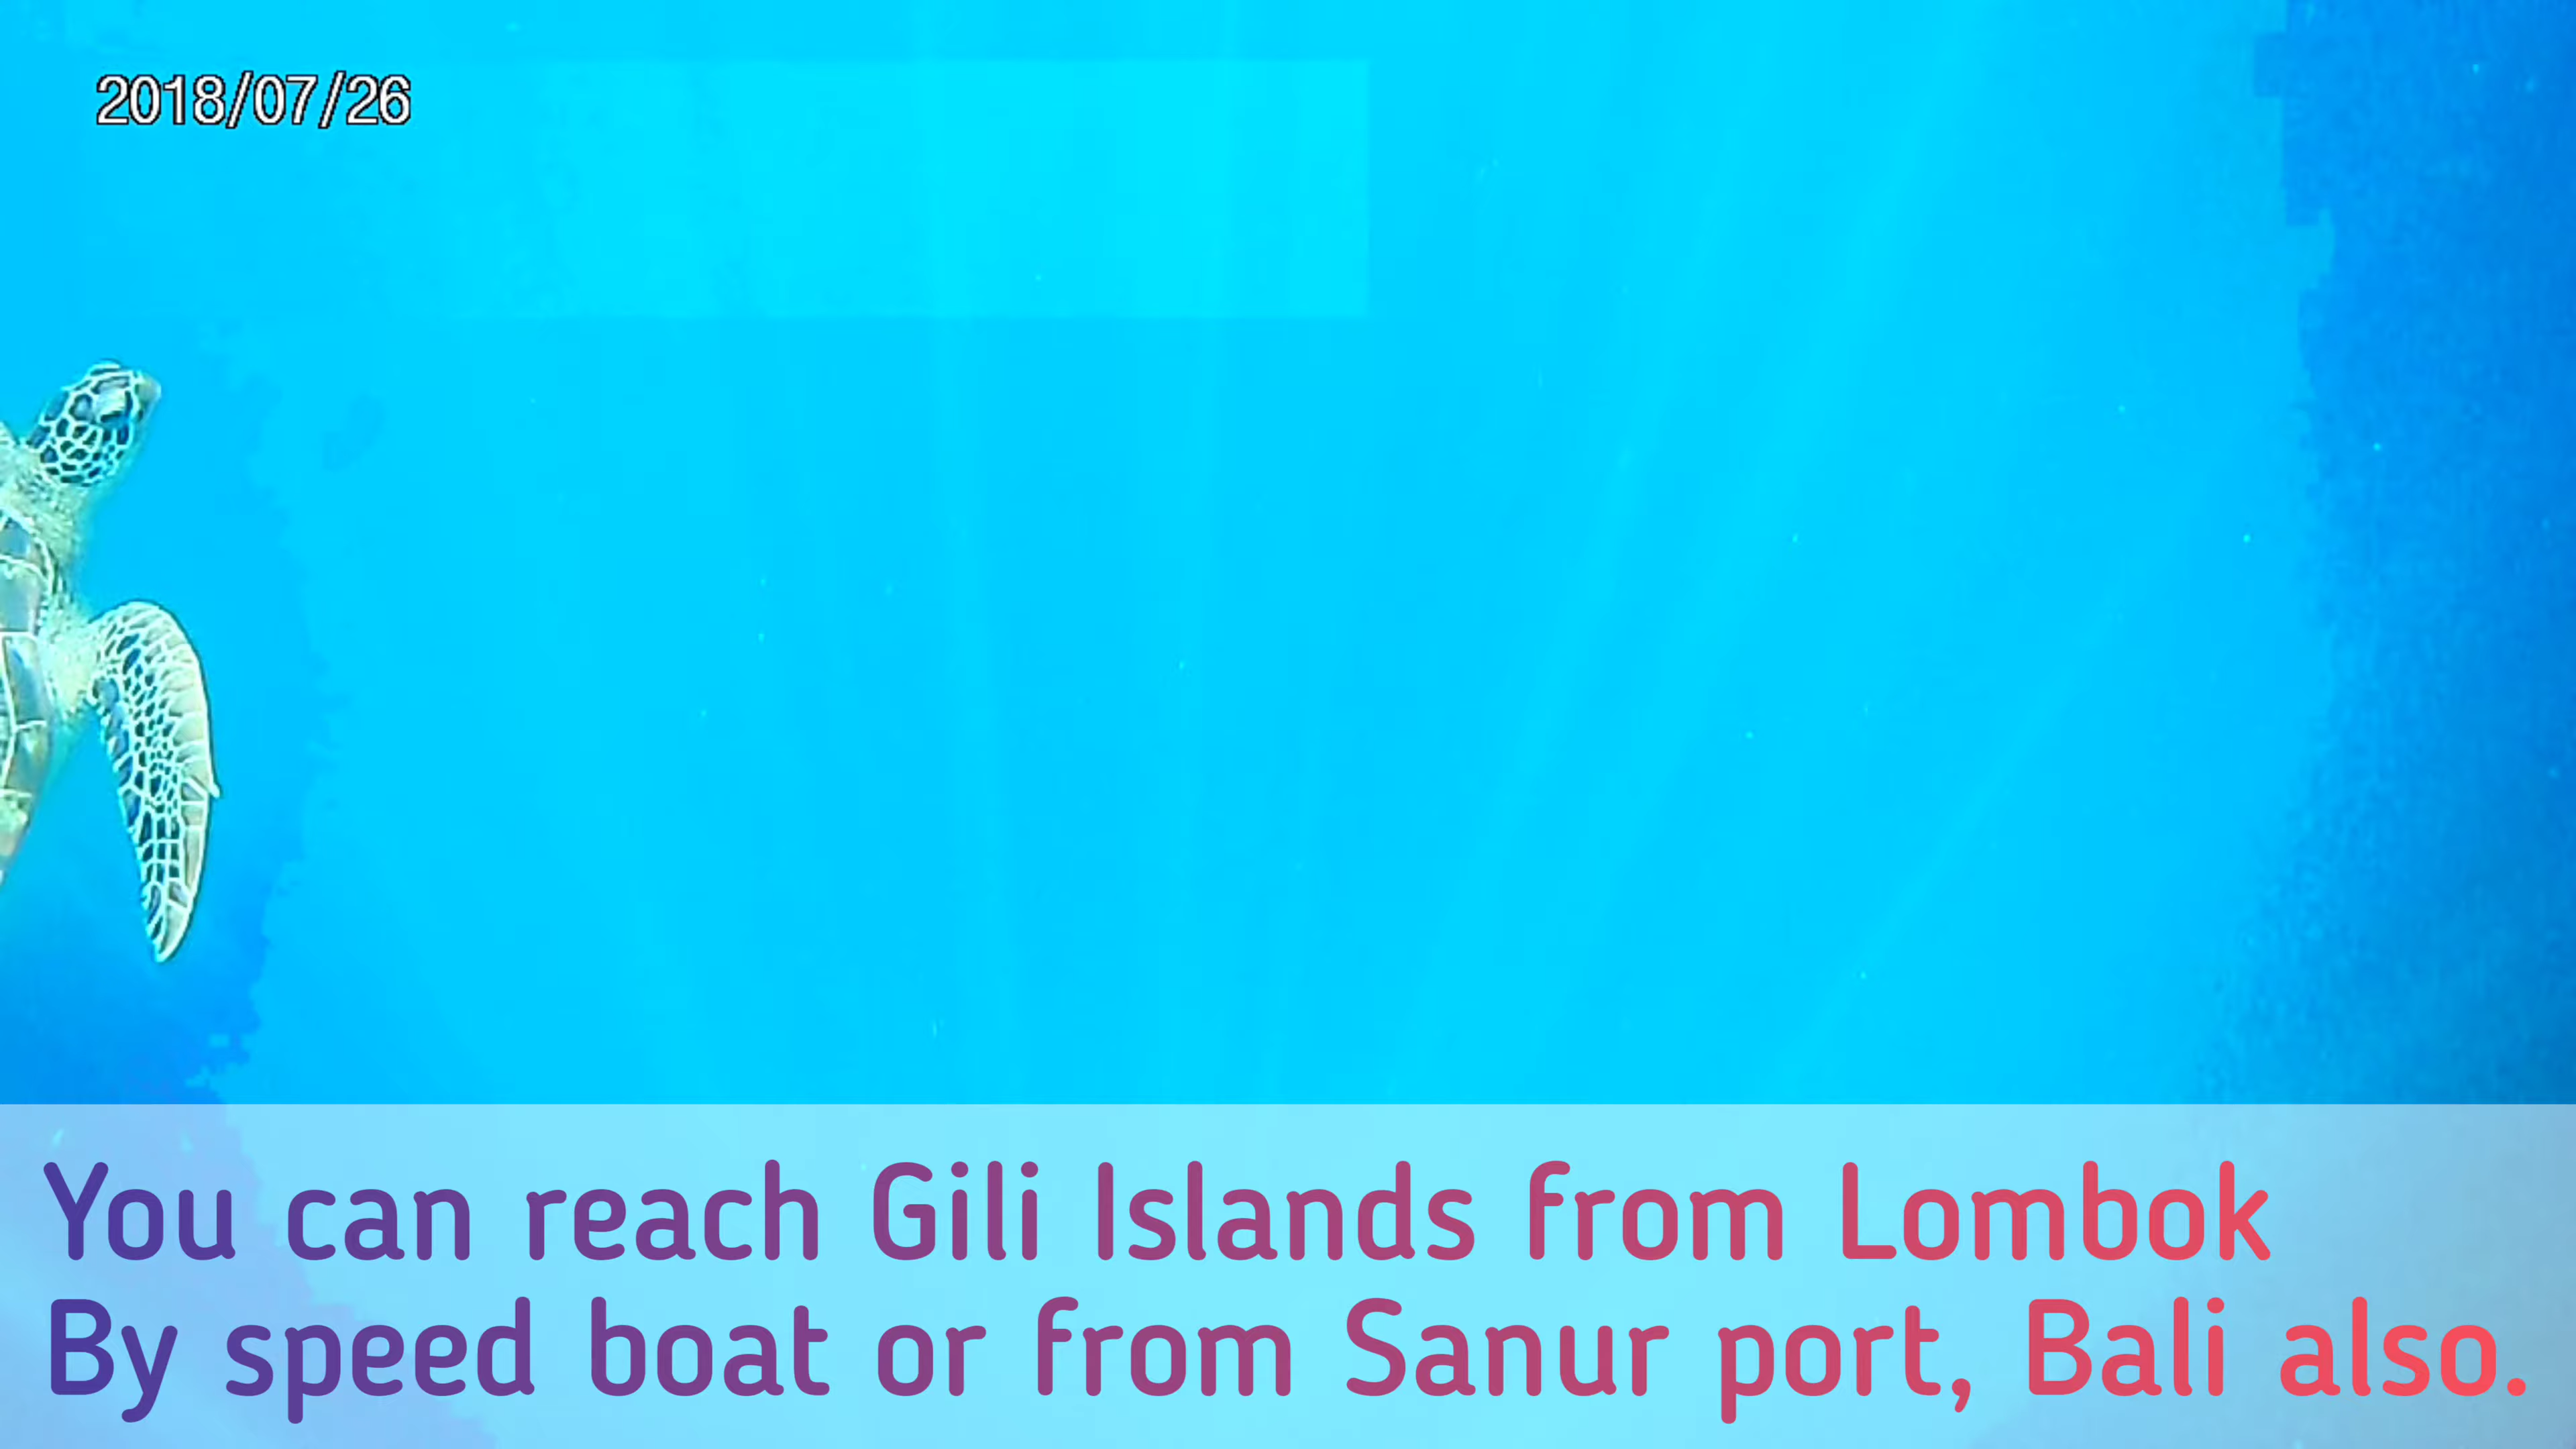 2018/07/26
You can reach Gili Islands from Lombok
By speed boat or from Sanur port, Bali also.